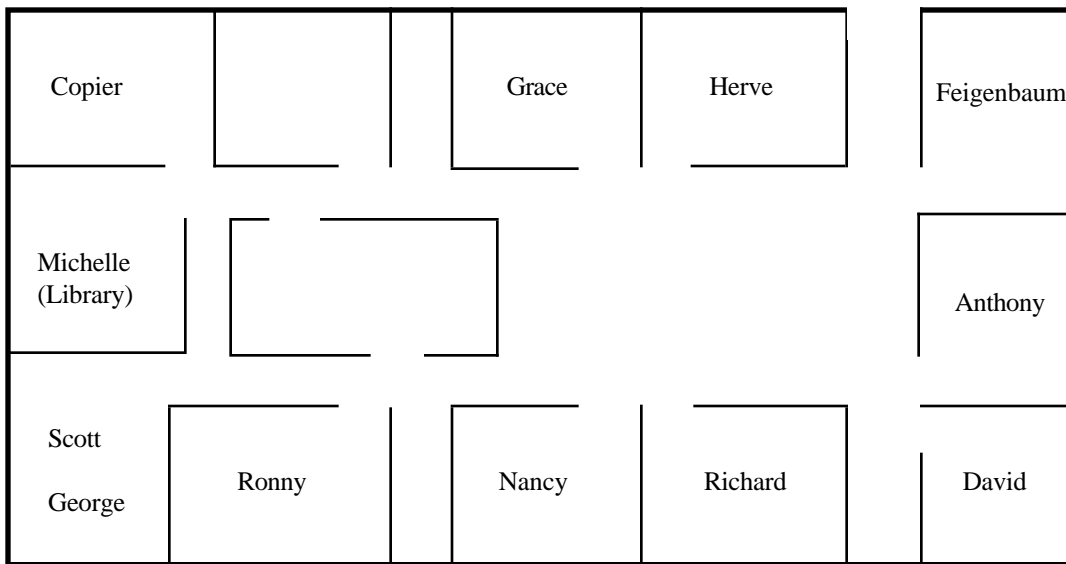 Copier
Grace
Herve
Feigenbaum
Michelle
(Library)
Anthony
Scott
George
Ronny
Nancy
Richard
David